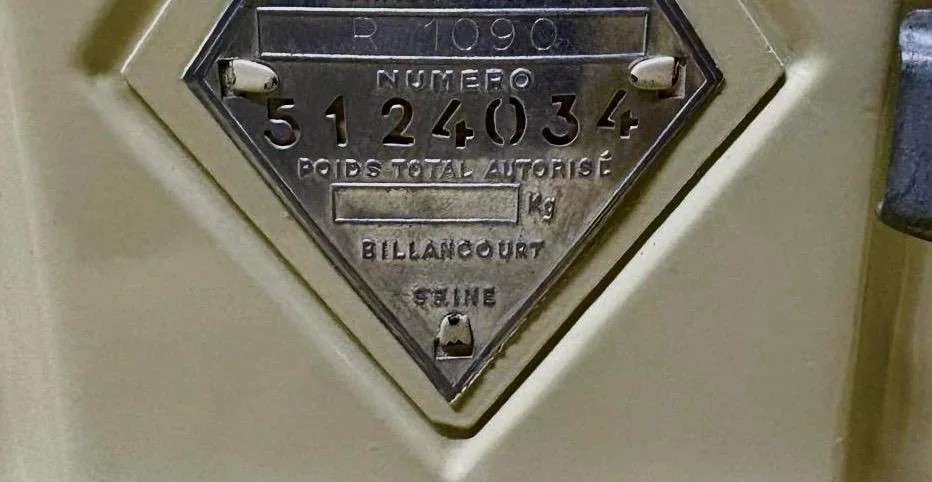 R 1090
NUMERO
5124034
POIDS TOTAL AUTORISÉ
Kg
BILLANCOURT
SEINE